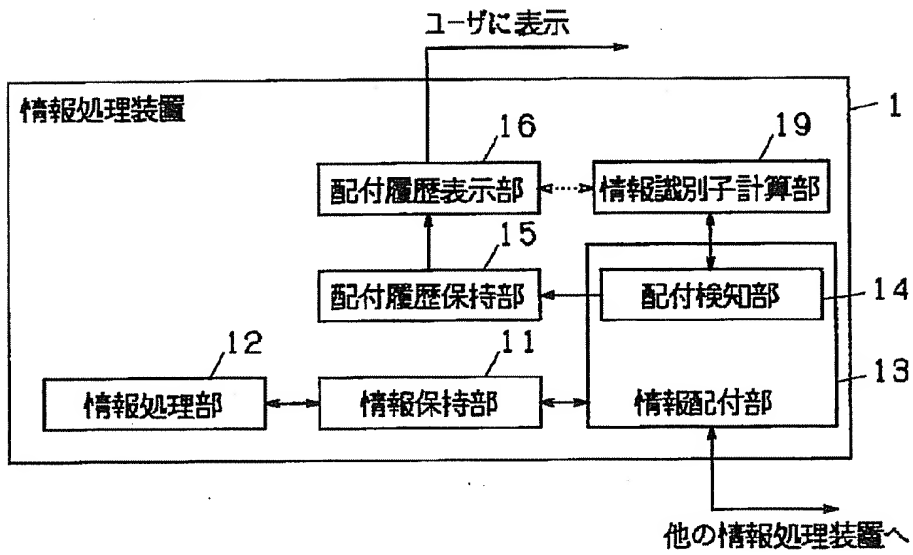 ユーザに表示
情報処理装置
1
16
19
配付履歴表示部
情報識別子計算部
15
配付履歴保持部
配付検知部
14
12
11
13
情報処理部
情報保持部
情報配付部
他の情報処理装置へ